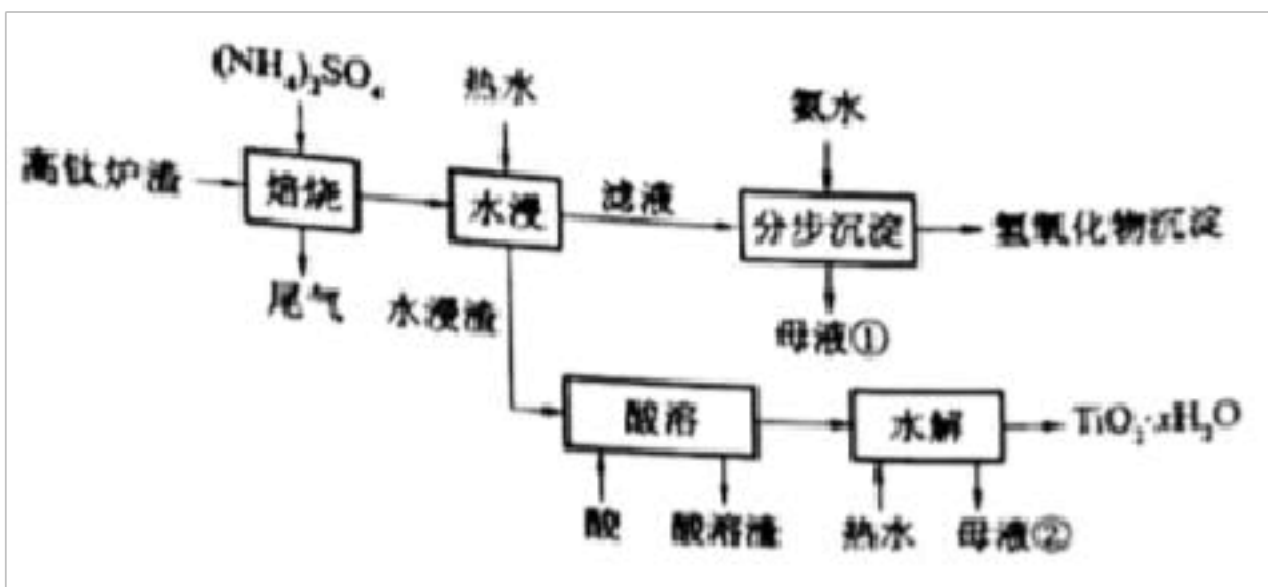 (NH₄)₂SO₄
热水
氨水
高钛炉渣
焙烧
水浸
滤液
分步沉淀
氢氧化物沉淀
尾气
水浸渣
母液①
酸溶
水解
TiO₂·xH₂O
酸
酸溶渣
热水
母液②